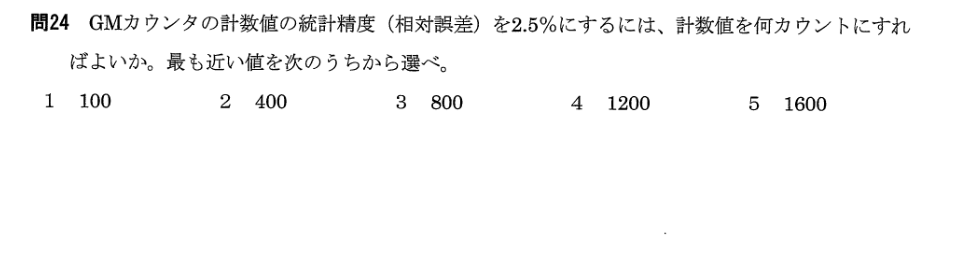 問24　GMカウンタの計数値の統計精度（相対誤差）を2.5％にするには、計数値を何カウントにすれ
ばよいか。最も近い値を次のうちから選べ。
1　100　2　400　3　800　4　1200　5　1600